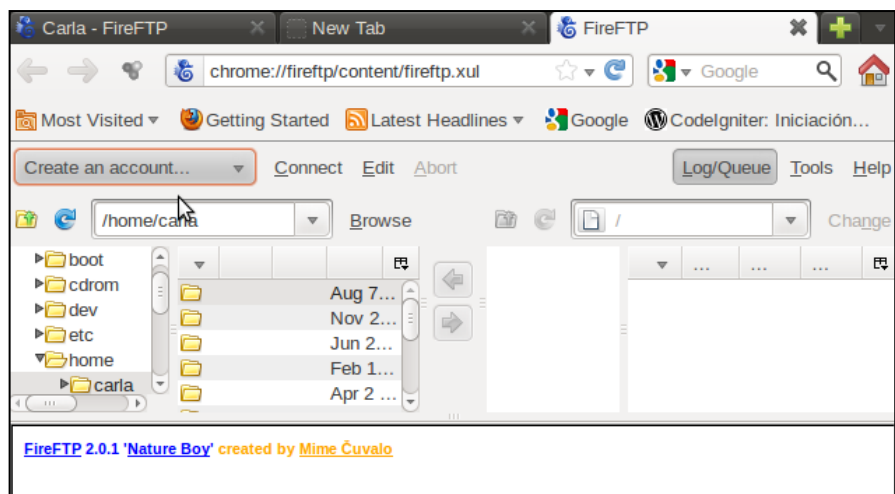 Carla - FireFTP New Tab FireFTP
chrome://fireftp/content/fireftp.xul Google
Most Visited Getting Started Latest Headlines Google CodeIgniter: Iniciación...
Create an account... Connect Edit Abort Log/Queue Tools Help
/home/carla Browse / Change
boot
cdrom ... ... ...
dev Aug 7...
etc Nov 2...
home Jun 2...
carla Feb 1...
Apr 2 ...
FireFTP 2.0.1 'Nature Boy' created by Mime Čuvalo